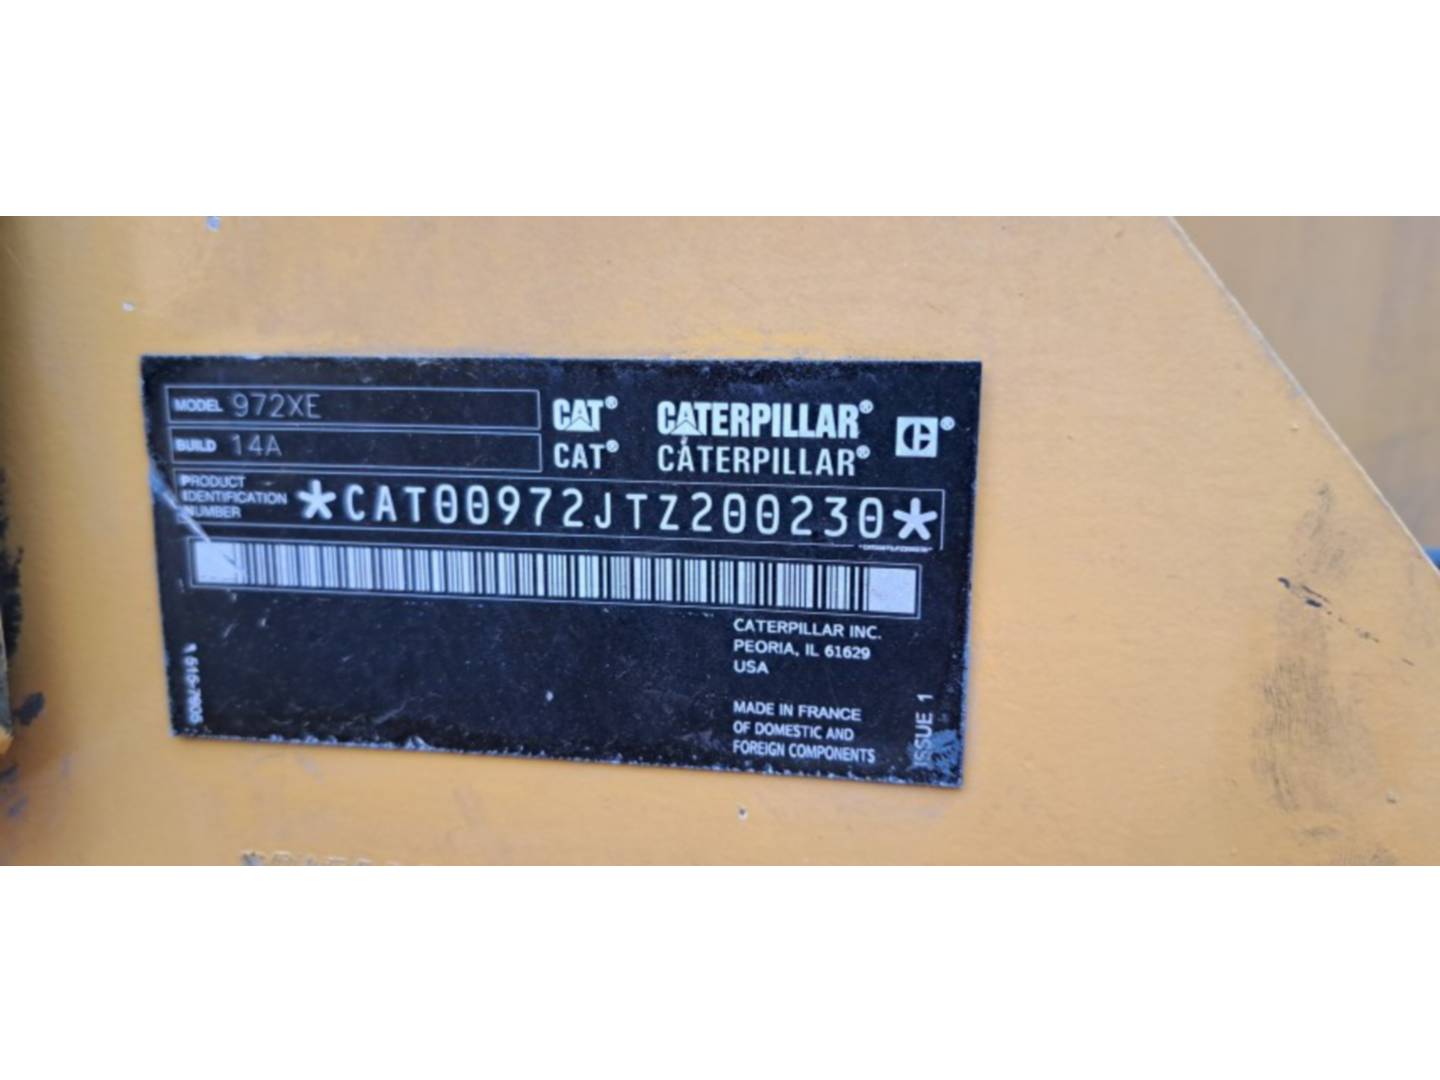 MODEL 972XE
BUILD 14A
CAT® CATERPILLAR® ®
CAT® CATERPILLAR®
PRODUCT
IDENTIFICATION
NUMBER
*CAT00972JTZ200230*
CATERPILLAR INC.
PEORIA, IL 61629
USA
MADE IN FRANCE
OF DOMESTIC AND
FOREIGN COMPONENTS
ISSUE 1